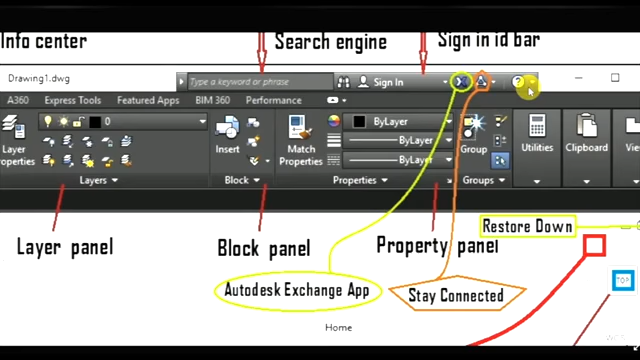 Info center
Search engine
Sign in id bar
Drawing1.dwg
Type a keyword or phrase
Sign In
A360
Express Tools
Featured Apps
BIM 360
Performance
0
Layer
Properties
Insert
Match
Properties
ByLayer
ByLayer
ByLayer
Group
Utilities
Clipboard
Layers
Block
Properties
Groups
Layer panel
Block panel
Property panel
Restore Down
Autodesk Exchange App
Stay Connected
TOP
Home